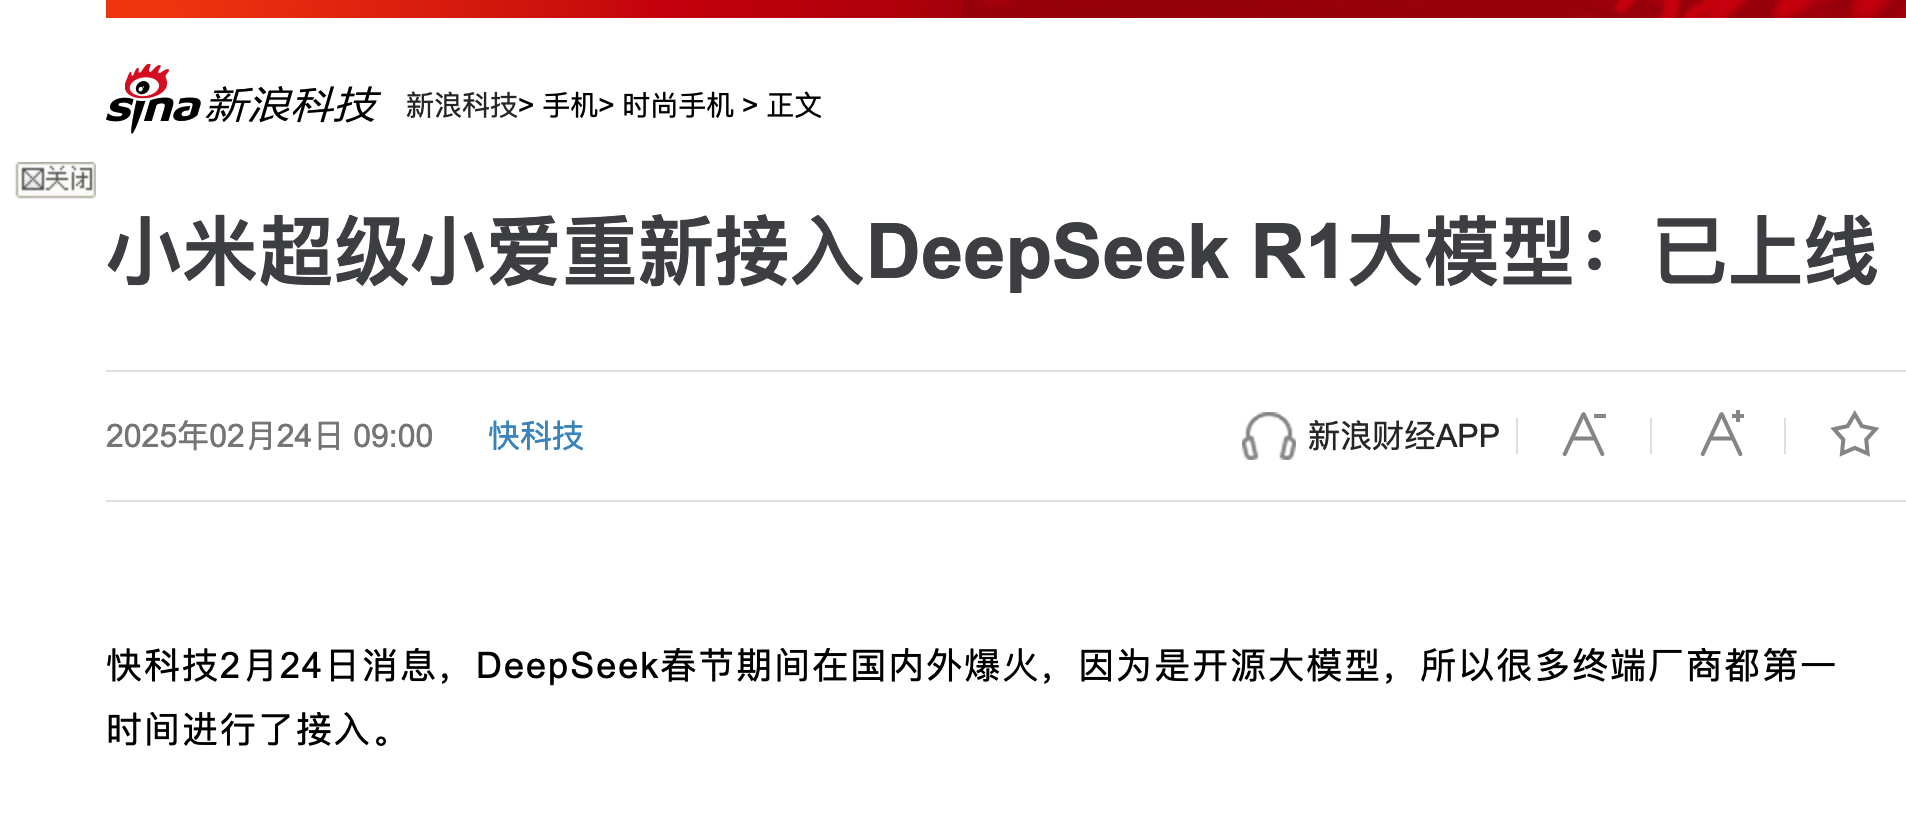 sina新浪科技 新浪科技> 手机> 时尚手机 > 正文
关闭
小米超级小爱重新接入DeepSeek R1大模型：已上线
2025年02月24日 09:00 快科技 新浪财经APP A- A+
快科技2月24日消息，DeepSeek春节期间在国内外爆火，因为是开源大模型，所以很多终端厂商都第一
时间进行了接入。